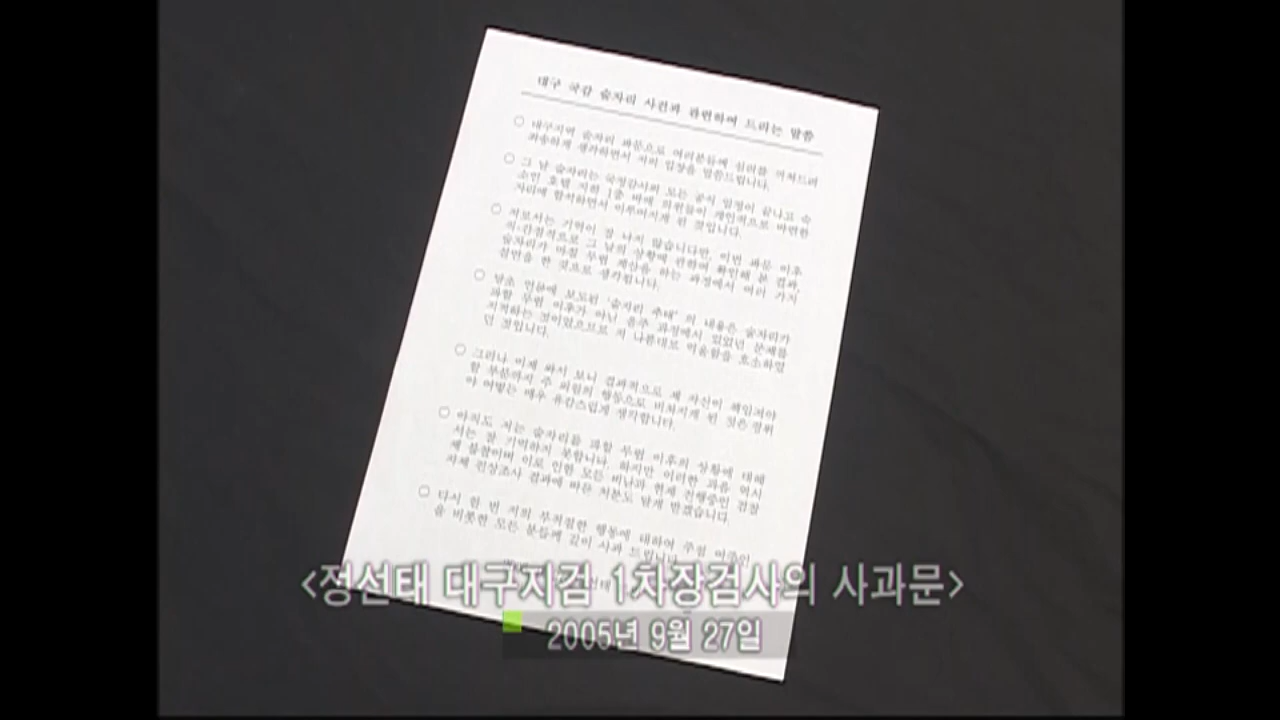 대구 국감 술자리 사건과 관련하여 드리는 말씀
○ 대구지역 술자리 파문으로 여러분들께 심려를 끼쳐드려
죄송하게 생각하면서 저의 입장을 말씀드립니다.
○ 그 날 술자리는 국정감사의 모든 공식 일정이 끝나고 숙
소인 호텔 지하 1층 바에 의원들이 개인적으로 마련한
자리에 합석하면서 이루어지게 된 것입니다.
○ 저로서는 기억이 잘 나지 않습니다만, 이번 파문 이후
직·간접적으로 그 날의 상황에 관하여 확인해 본 결과,
술자리가 마칠 무렵 계산을 하는 과정에서 여러 가지
실언을 한 것으로 생각됩니다.
○ 당초 언론에 보도된 '술자리 추태' 의 내용은 술자리가
파할 무렵 이후가 아닌 음주 과정에서 있었던 문제를
지적하는 것이었으므로 저 나름대로 억울함을 호소하였
던 것입니다.
○ 그러나 이제 와서 보니 결과적으로 제 자신이 책임져야
할 부분까지 주 의원의 행동으로 비쳐지게 된 것은 경위
야 어떻든 매우 유감스럽게 생각합니다.
○ 아직도 저는 술자리를 파할 무렵 이후의 상황에 대해
서는 잘 기억하지 못합니다. 하지만 이러한 과음 역시
제 불찰이며 이로 인한 모든 비난과 현재 진행중인 검찰
자체 진상조사 결과에 따른 처분도 달게 받겠습니다.
○ 다시 한 번 저의 부적절한 행동에 대하여 주점 여주인
을 비롯한 모든 분들께 깊이 사과 드립니다.
<정선태 대구지검 1차장검사의 사과문>
2005년 9월 27일